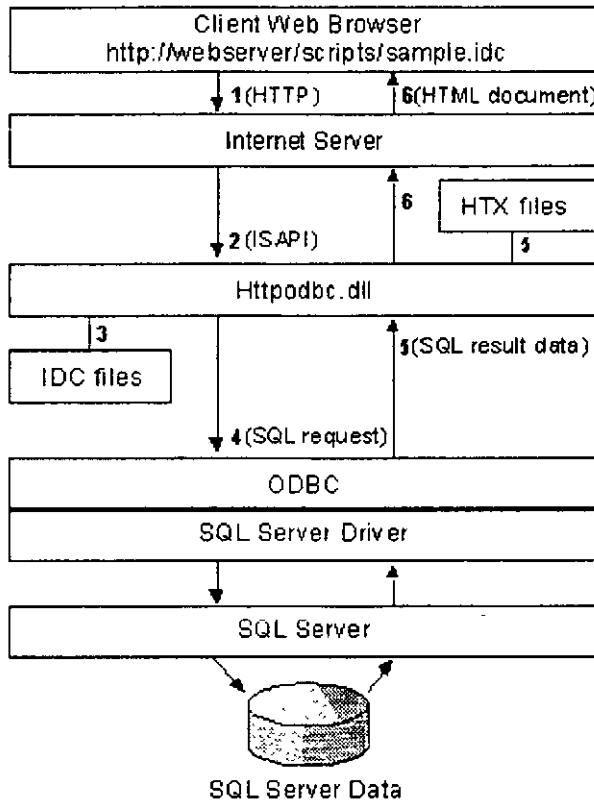 Client Web Browser
http://webserver/scripts/sample.idc
1(HTTP)
6(HTML document)
Internet Server
2(ISAPI)
6
HTX files
5
Httpodbc.dll
3
IDC files
5(SQL result data)
4(SQL request)
ODBC
SQL Server Driver
SQL Server
SQL Server Data